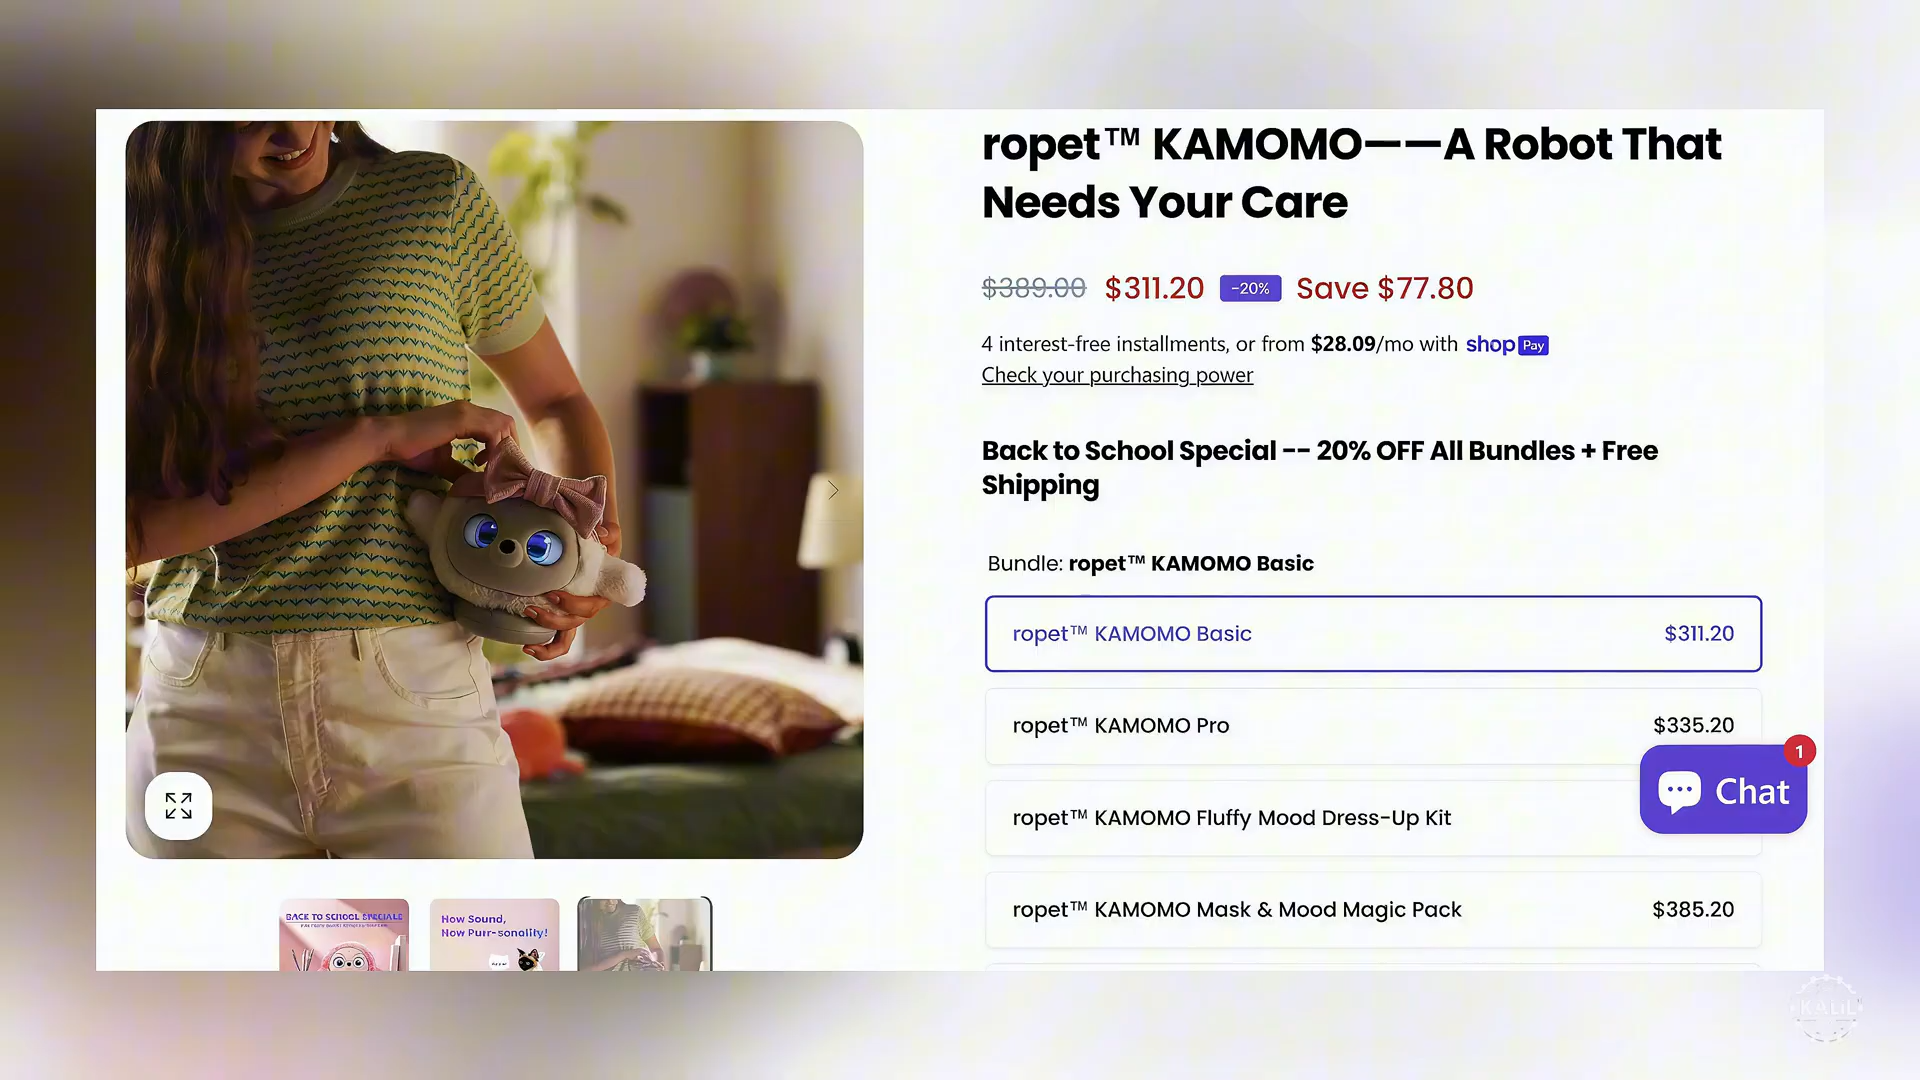 ropet™ KAMOMO——A Robot That
Needs Your Care
$389.00 $311.20 -20% Save $77.80
4 interest-free installments, or from $28.09/mo with shop Pay
Check your purchasing power
Back to School Special -- 20% OFF All Bundles + Free
Shipping
Bundle: ropet™ KAMOMO Basic
ropet™ KAMOMO Basic $311.20
ropet™ KAMOMO Pro $335.20
1
Chat
ropet™ KAMOMO Fluffy Mood Dress-Up Kit
ropet™ KAMOMO Mask & Mood Magic Pack $385.20
BACK TO SCHOOL SPECIALS
How Sound,
Now Purr-sonality!
KALIL